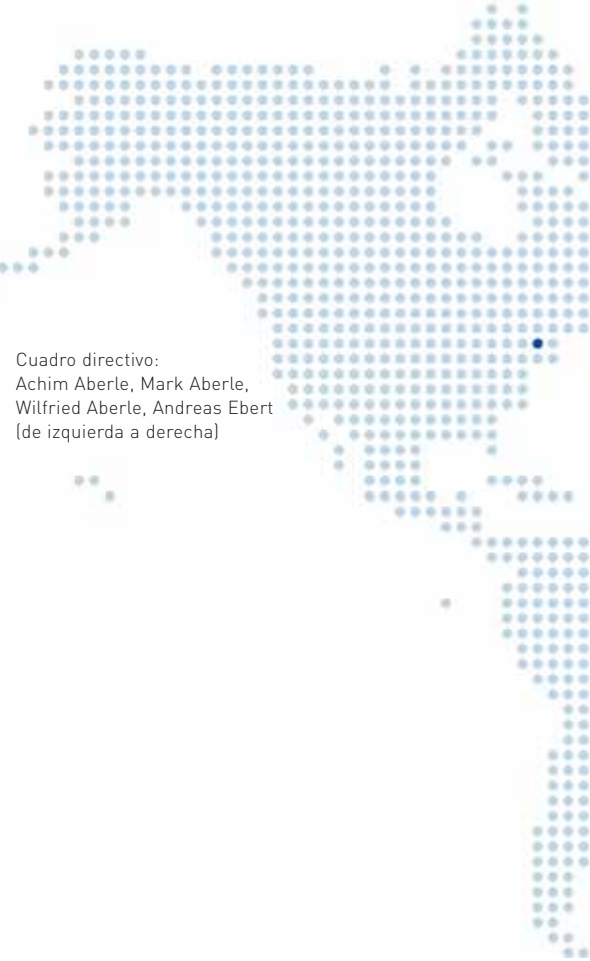 Cuadro directivo:
Achim Aberle, Mark Aberle,
Wilfried Aberle, Andreas Ebert
(de izquierda a derecha)